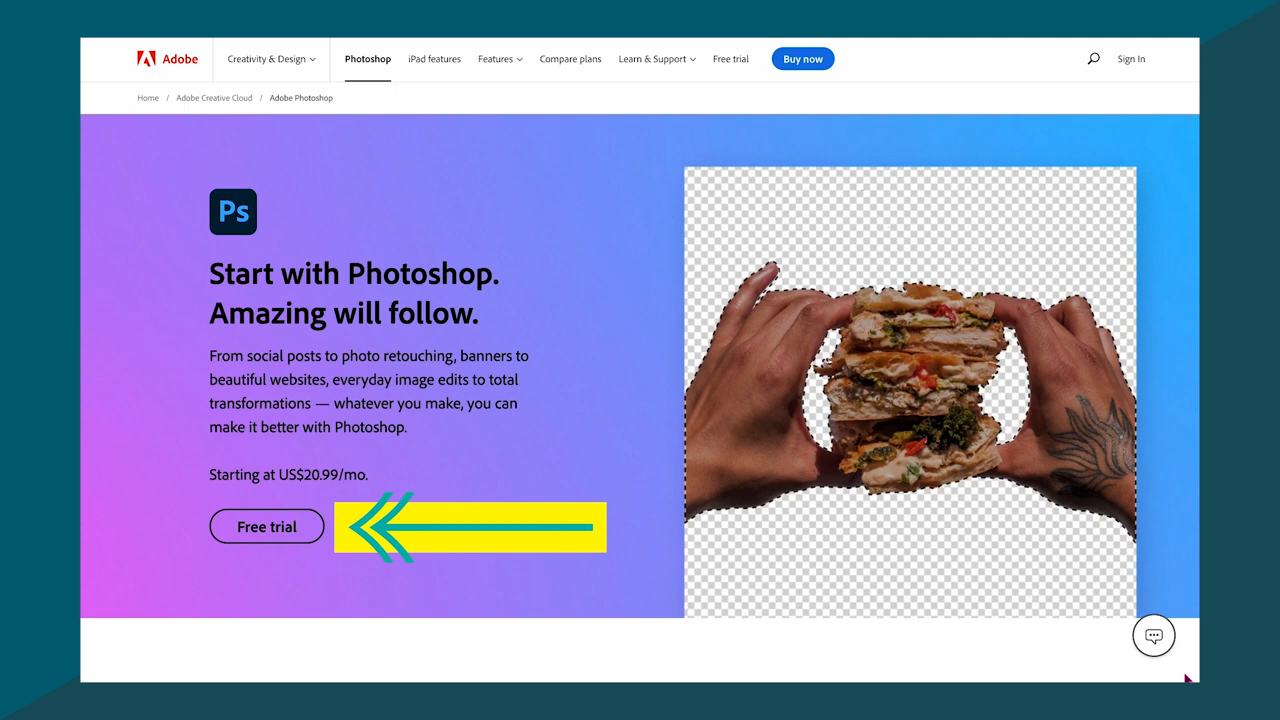 Adobe
Creativity & Design
Photoshop
iPad features
Features
Compare plans
Learn & Support
Free trial
Buy now
Sign In
Home / Adobe Creative Cloud / Adobe Photoshop
Ps
Start with Photoshop.
Amazing will follow.
From social posts to photo retouching, banners to
beautiful websites, everyday image edits to total
transformations — whatever you make, you can
make it better with Photoshop.
Starting at US$20.99/mo.
Free trial